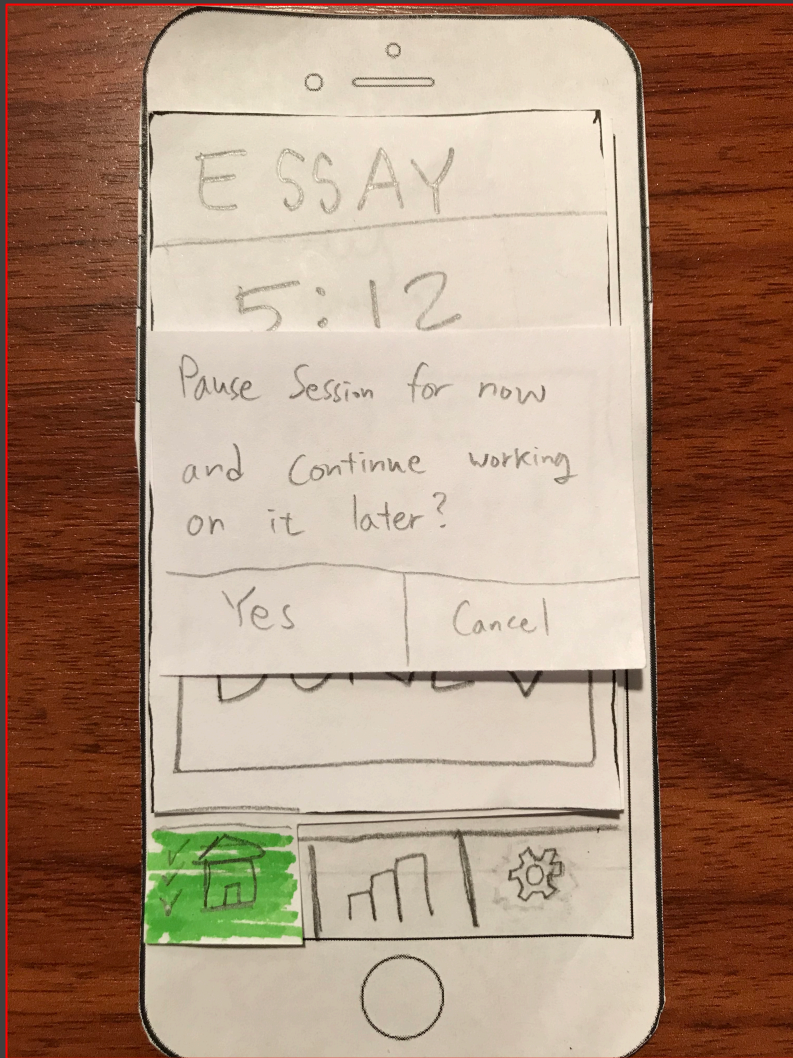 ESSAY
5:12
Pause Session for now
and Continue working
on it later?
Yes
Cancel